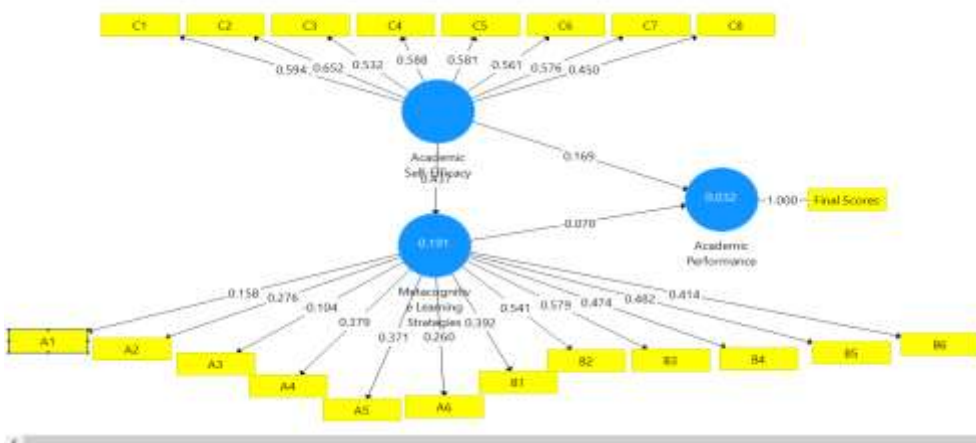 C1 C2 C3 C4 C5 C6 C7 C8
0.594 0.652 0.532 0.588 0.581 0.561 0.576 0.450
Academic
Self-Efficacy
0.437
0.169
0.032
1.000
Final Scores
Academic
Performance
0.191
Metacognitiv
e Learning
Strategies
0.158 0.276 0.104 0.379 0.371 0.260 0.392 0.541 0.579 0.474 0.482 0.414
A1 A2 A3 A4 A5 A6 B1 B2 B3 B4 B5 B6